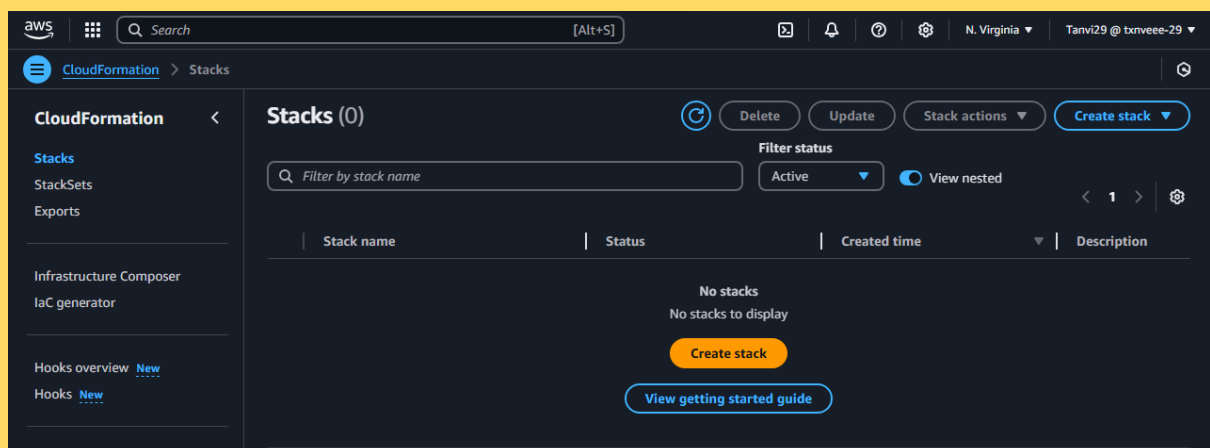 aws
Search [Alt+S]
N. Virginia
Tanvi29 @ txnveee-29
CloudFormation > Stacks
CloudFormation
Stacks
StackSets
Exports
Infrastructure Composer
IaC generator
Hooks overview New
Hooks New
Stacks (0)
Delete
Update
Stack actions
Create stack
Filter by stack name
Filter status
Active
View nested
1
Stack name Status Created time Description
No stacks
No stacks to display
Create stack
View getting started guide